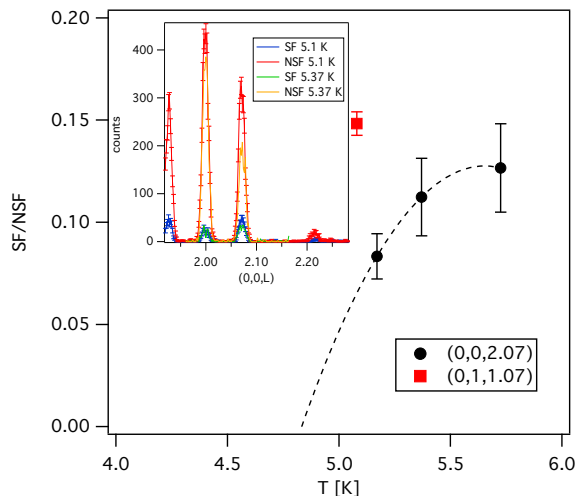 0.20
0.15
0.10
0.05
0.00
SF/NSF
4.0 4.5 5.0 5.5 6.0
T [K]
400
300
200
100
0
counts
2.00 2.10 2.20
(0,0,L)
SF 5.1 K
NSF 5.1 K
SF 5.37 K
NSF 5.37 K
(0,0,2.07)
(0,1,1.07)